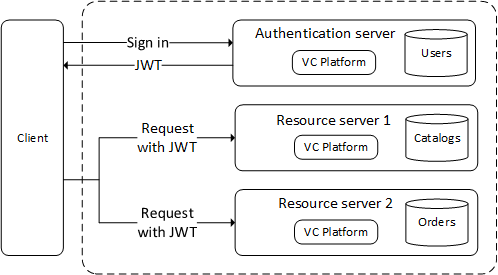 Client
Sign in
JWT
Authentication server
VC Platform
Users
Request
with JWT
Resource server 1
VC Platform
Catalogs
Request
with JWT
Resource server 2
VC Platform
Orders